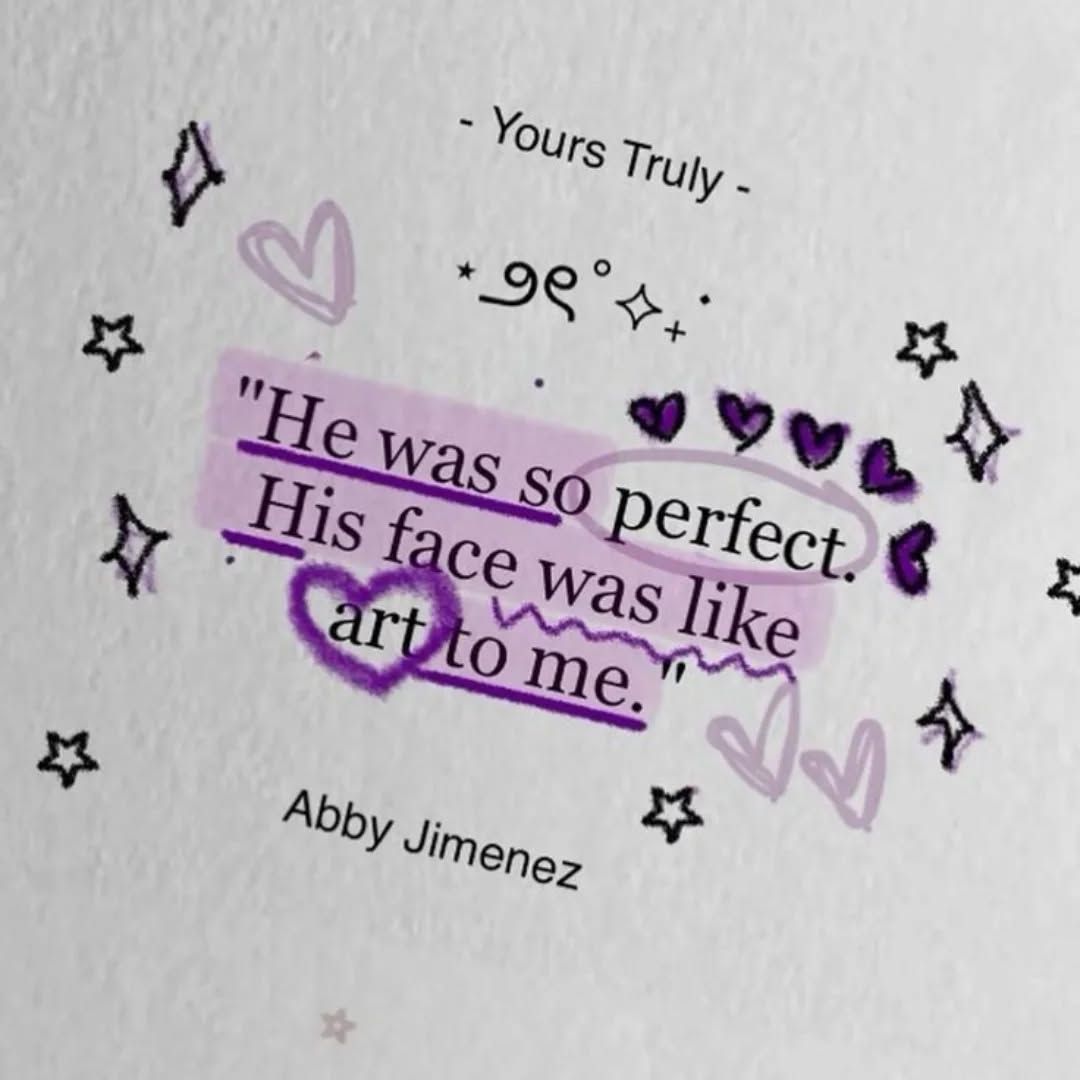 - Yours Truly -
"He was so perfect.
His face was like
art to me. "
Abby Jimenez